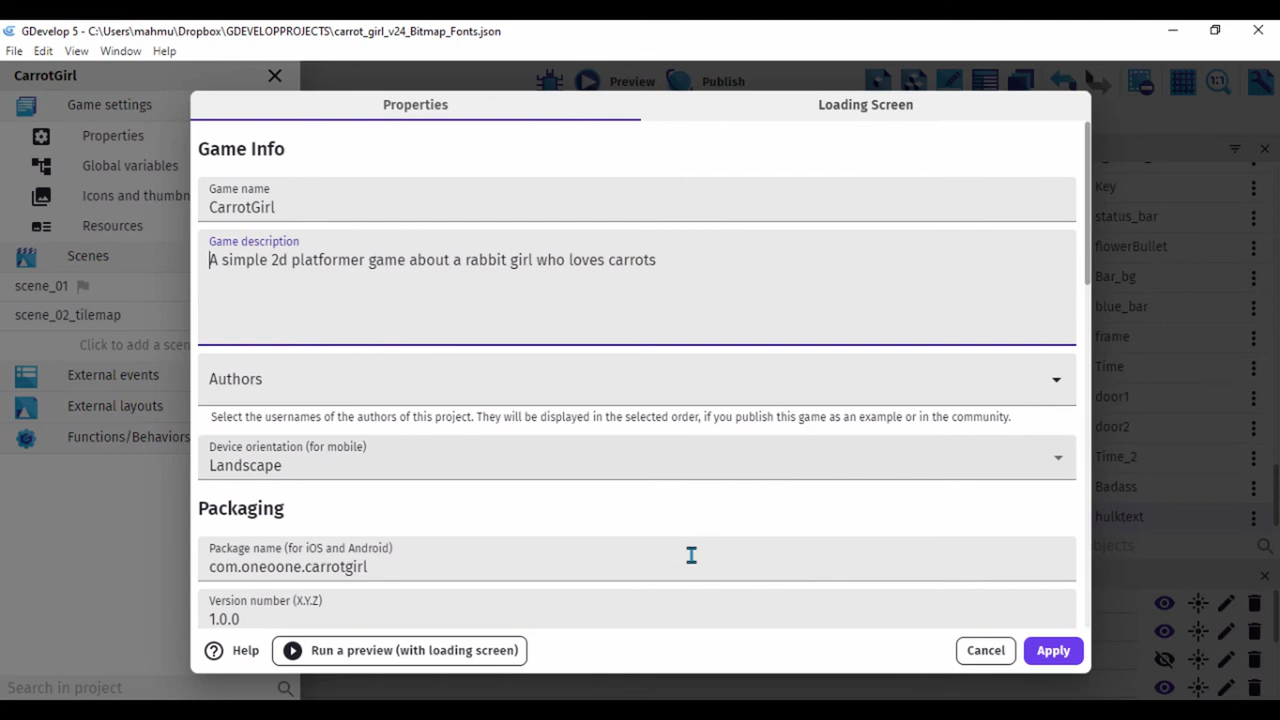 GDevelop 5 - C:\Users\mahmu\Dropbox\GDEVELOPPROJECTS\carrot_girl_v24_Bitmap_Fonts.json
File Edit View Window Help
CarrotGirl
Preview
Publish
Game settings
Properties
Global variables
Icons and thumbn
Resources
Scenes
scene_01
scene_02_tilemap
Click to add a scen
External events
External layouts
Functions/Behaviors
Search in project
Properties
Loading Screen
Game Info
Game name
CarrotGirl
Game description
A simple 2d platformer game about a rabbit girl who loves carrots
Authors
Select the usernames of the authors of this project. They will be displayed in the selected order, if you publish this game as an example or in the community.
Device orientation (for mobile)
Landscape
Packaging
Package name (for iOS and Android)
com.oneoone.carrotgirl
Version number (X.Y.Z)
1.0.0
Help
Run a preview (with loading screen)
Cancel
Apply
1:1
Key
status_bar
flowerBullet
Bar_bg
blue_bar
frame
Time
door1
door2
Time_2
Badass
hulktext
bjects